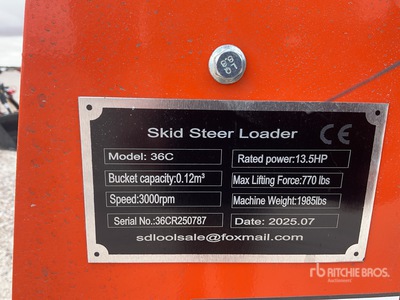 Skid Steer Loader
CE
Model: 36C
Rated power:13.5HP
Bucket capacity:0.12m³
Max Lifting Force:770 lbs
Speed:3000rpm
Machine Weight:1985lbs
Serial No.:36CR250787
Date: 2025.07
sdloolsale@foxmail.com
rb RITCHIE BROS.
Auctioneers